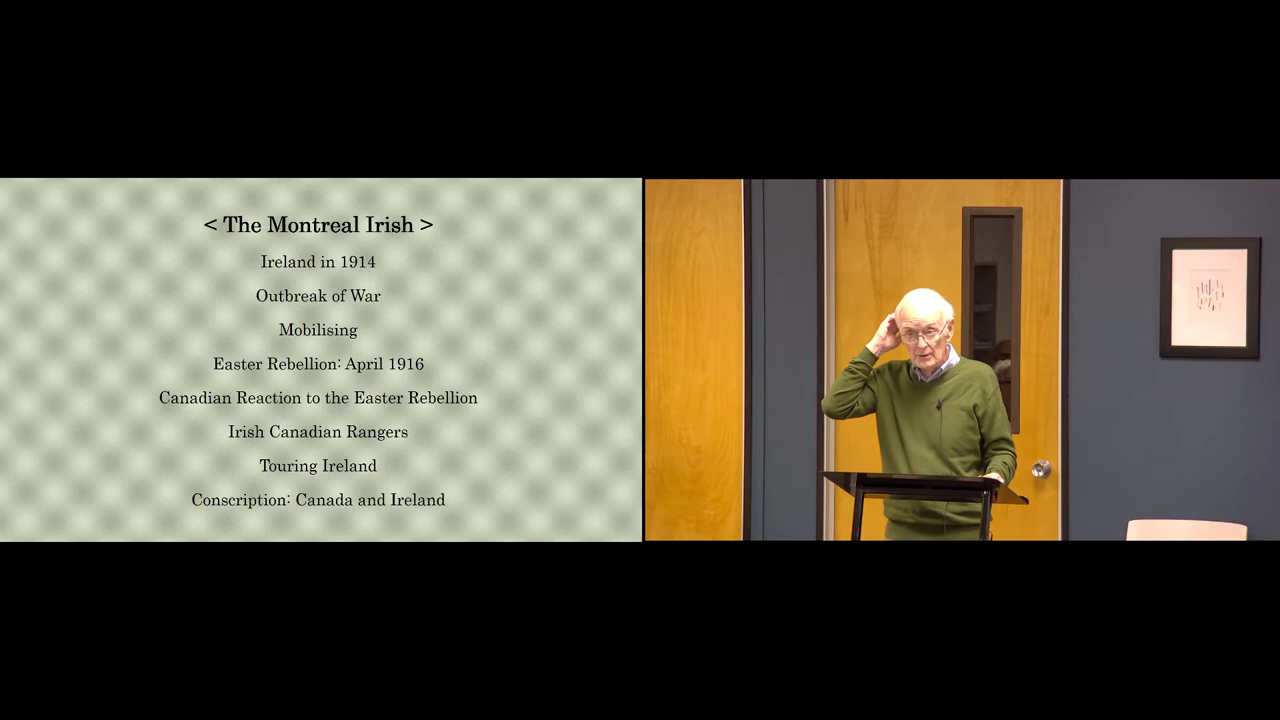 < The Montreal Irish >
Ireland in 1914
Outbreak of War
Mobilising
Easter Rebellion: April 1916
Canadian Reaction to the Easter Rebellion
Irish Canadian Rangers
Touring Ireland
Conscription: Canada and Ireland